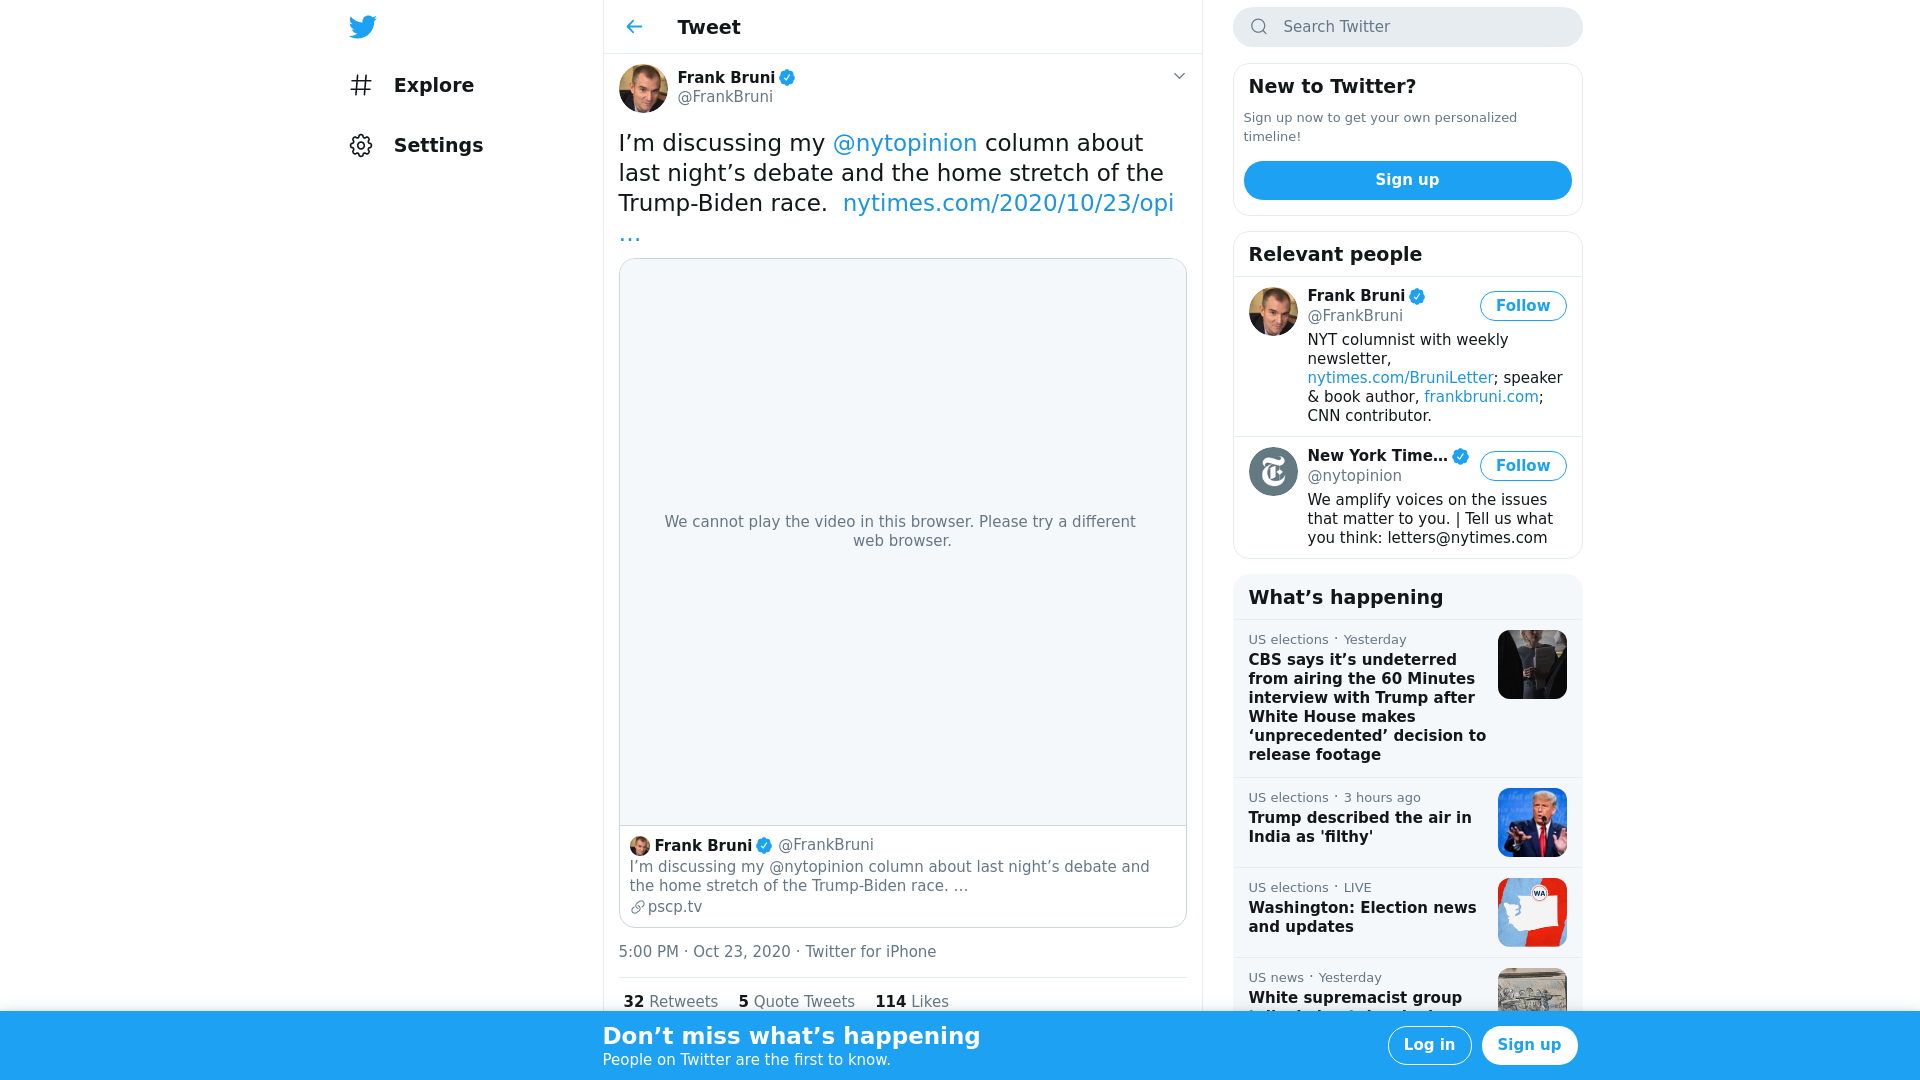 Explore
Settings
Tweet
Frank Bruni
@FrankBruni
I’m discussing my @nytopinion column about
last night’s debate and the home stretch of the
Trump-Biden race.  nytimes.com/2020/10/23/opi
…
We cannot play the video in this browser. Please try a different
web browser.
Frank Bruni @FrankBruni
I’m discussing my @nytopinion column about last night’s debate and
the home stretch of the Trump-Biden race. …
pscp.tv
5:00 PM · Oct 23, 2020 · Twitter for iPhone
32 Retweets 5 Quote Tweets 114 Likes
Search Twitter
New to Twitter?
Sign up now to get your own personalized
timeline!
Sign up
Relevant people
Frank Bruni
@FrankBruni
Follow
NYT columnist with weekly
newsletter,
nytimes.com/BruniLetter; speaker
& book author, frankbruni.com;
CNN contributor.
New York Time…
@nytopinion
Follow
We amplify voices on the issues
that matter to you. | Tell us what
you think: letters@nytimes.com
What’s happening
US elections · Yesterday
CBS says it’s undeterred
from airing the 60 Minutes
interview with Trump after
White House makes
‘unprecedented’ decision to
release footage
US elections · 3 hours ago
Trump described the air in
India as 'filthy'
US elections · LIVE
Washington: Election news
and updates
WA
US news · Yesterday
White supremacist group
Don’t miss what’s happening
People on Twitter are the first to know.
Log in
Sign up